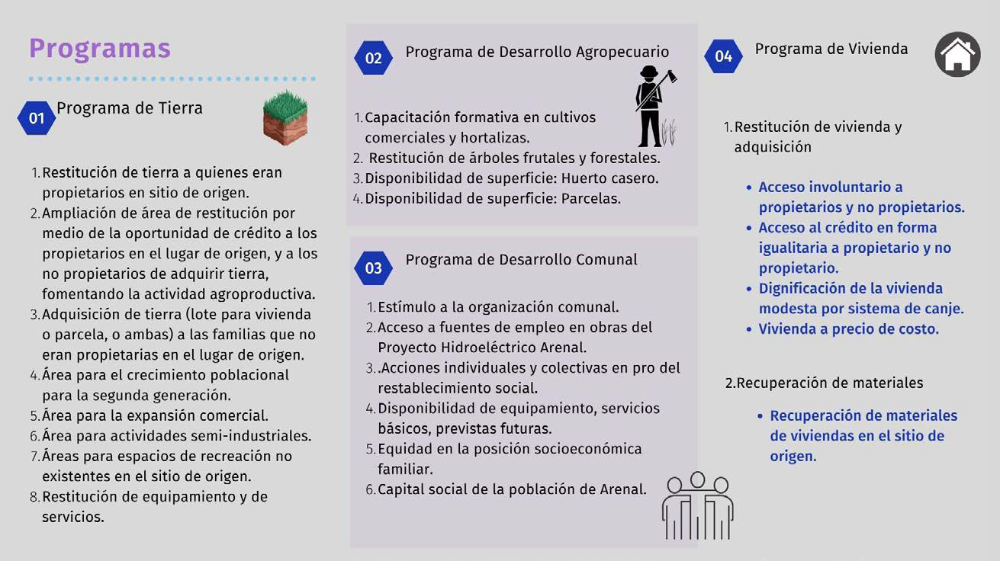 Programas
01
Programa de Tierra
1.Restitución de tierra a quienes eran
propietarios en sitio de origen.
2.Ampliación de área de restitución por
medio de la oportunidad de crédito a los
propietarios en el lugar de origen, y a los
no propietarios de adquirir tierra,
fomentando la actividad agroproductiva.
3.Adquisición de tierra (lote para vivienda
o parcela, o ambas) a las familias que no
eran propietarias en el lugar de origen.
4.Área para el crecimiento poblacional
para la segunda generación.
5.Área para la expansión comercial.
6.Área para actividades semi-industriales.
7.Áreas para espacios de recreación no
existentes en el sitio de origen.
8.Restitución de equipamiento y de
servicios.
02
Programa de Desarrollo Agropecuario
1.Capacitación formativa en cultivos
comerciales y hortalizas.
2. Restitución de árboles frutales y forestales.
3.Disponibilidad de superficie: Huerto casero.
4.Disponibilidad de superficie: Parcelas.
03
Programa de Desarrollo Comunal
1.Estímulo a la organización comunal.
2.Acceso a fuentes de empleo en obras del
Proyecto Hidroeléctrico Arenal.
3..Acciones individuales y colectivas en pro del
restablecimiento social.
4.Disponibilidad de equipamiento, servicios
básicos, previstas futuras.
5.Equidad en la posición socioeconómica
familiar.
6.Capital social de la población de Arenal.
04
Programa de Vivienda
1.Restitución de vivienda y
adquisición
• Acceso involuntario a
propietarios y no propietarios.
• Acceso al crédito en forma
igualitaria a propietario y no
propietario.
• Dignificación de la vivienda
modesta por sistema de canje.
• Vivienda a precio de costo.
2.Recuperación de materiales
• Recuperación de materiales
de viviendas en el sitio de
origen.